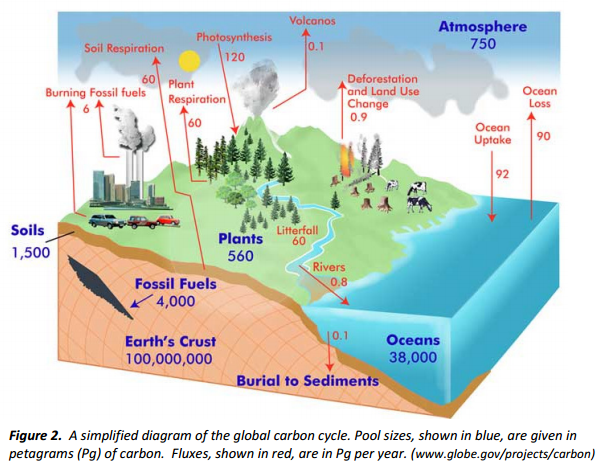 Volcanos
0.1
Atmosphere
750
Photosynthesis
120
Soil Respiration
60
Plant
Respiration
60
Burning Fossil fuels
6
Deforestation
and Land Use
Change
0.9
Ocean
Loss
90
Ocean
Uptake
92
Soils
1,500
Plants
560
Litterfall
60
Rivers
0.8
Fossil Fuels
4,000
Earth's Crust
100,000,000
0.1
Oceans
38,000
Burial to Sediments
Figure 2. A simplified diagram of the global carbon cycle. Pool sizes, shown in blue, are given in
petagrams (Pg) of carbon. Fluxes, shown in red, are in Pg per year. (www.globe.gov/projects/carbon)